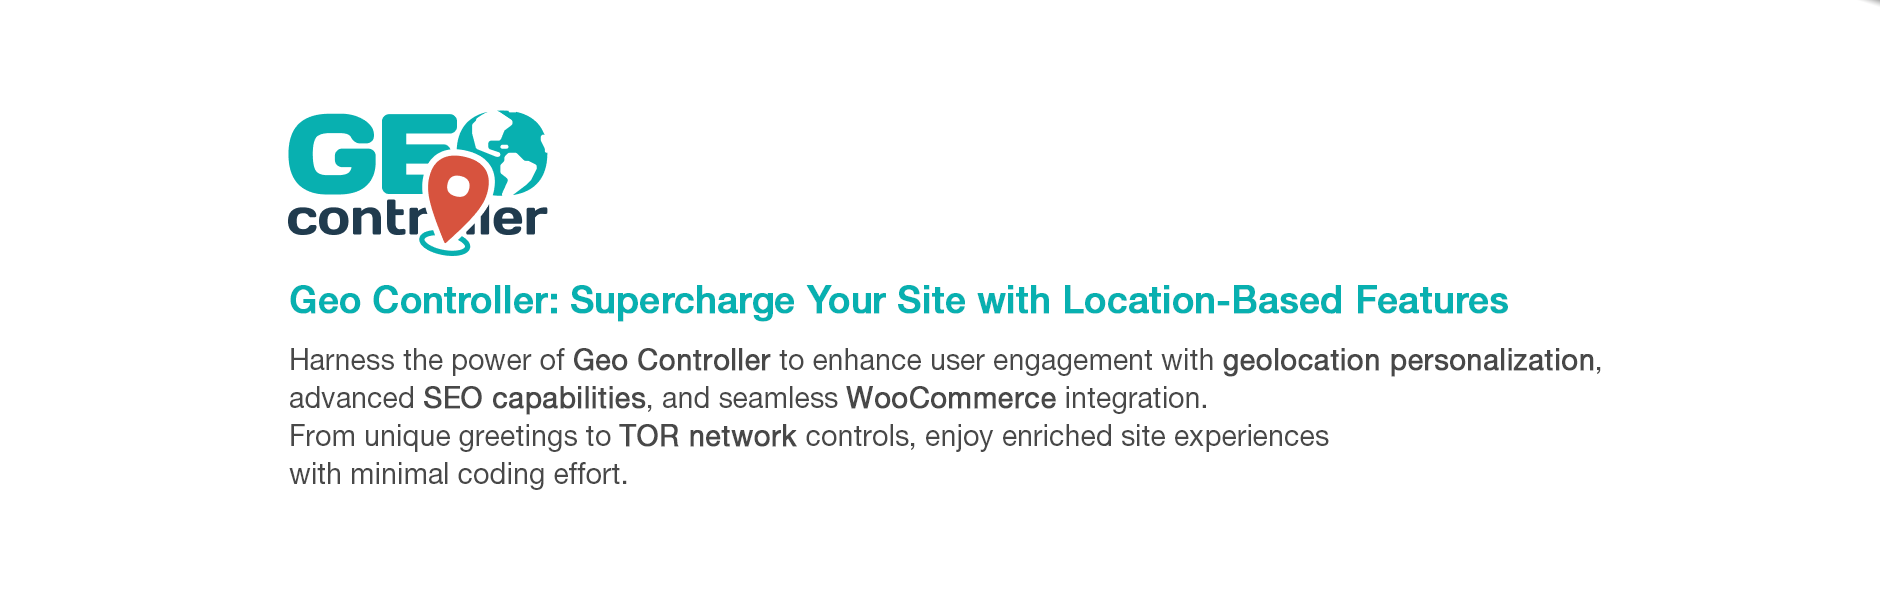 GEO
controller
Geo Controller: Supercharge Your Site with Location-Based Features
Harness the power of Geo Controller to enhance user engagement with geolocation personalization,
advanced SEO capabilities, and seamless WooCommerce integration.
From unique greetings to TOR network controls, enjoy enriched site experiences
with minimal coding effort.